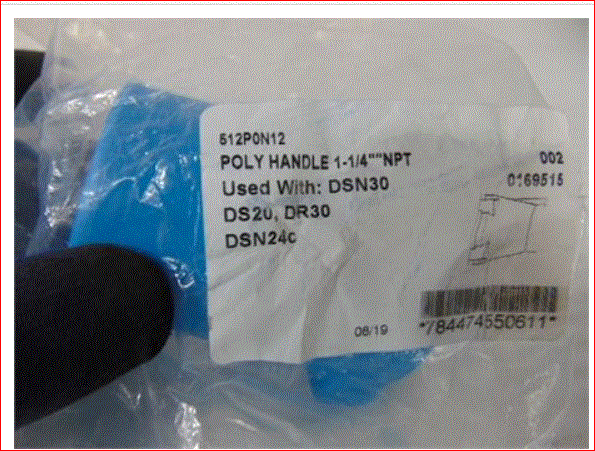 512P0N12
POLY HANDLE 1-1/4""NPT 002
Used With: DSN30 0169515
DS20, DR30
DSN24c
08/19
*784474550611*